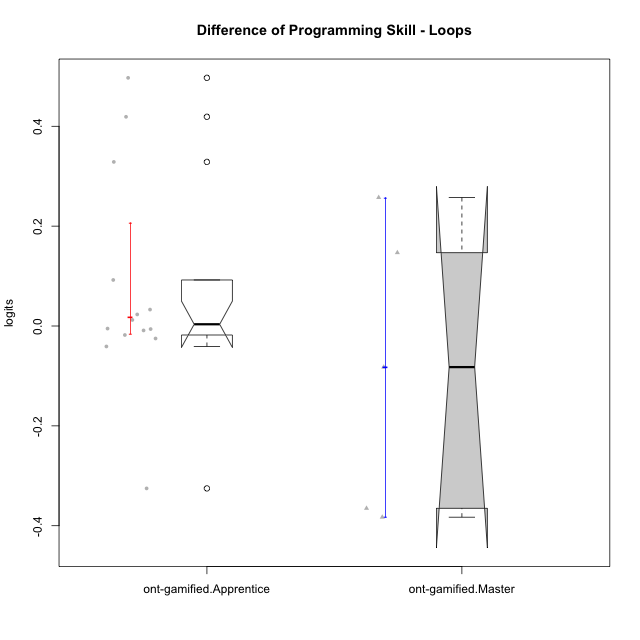 Difference of Programming Skill - Loops
logits
0.4
0.2
0.0
-0.2
-0.4
ont-gamified.Apprentice
ont-gamified.Master